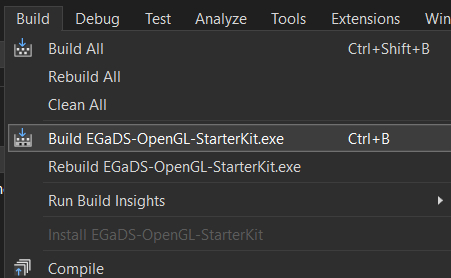 Build Debug Test Analyze Tools Extensions Win
Build All Ctrl+Shift+B
Rebuild All
Clean All
Build EGaDS-OpenGL-StarterKit.exe Ctrl+B
Rebuild EGaDS-OpenGL-StarterKit.exe
Run Build Insights
Install EGaDS-OpenGL-StarterKit
Compile